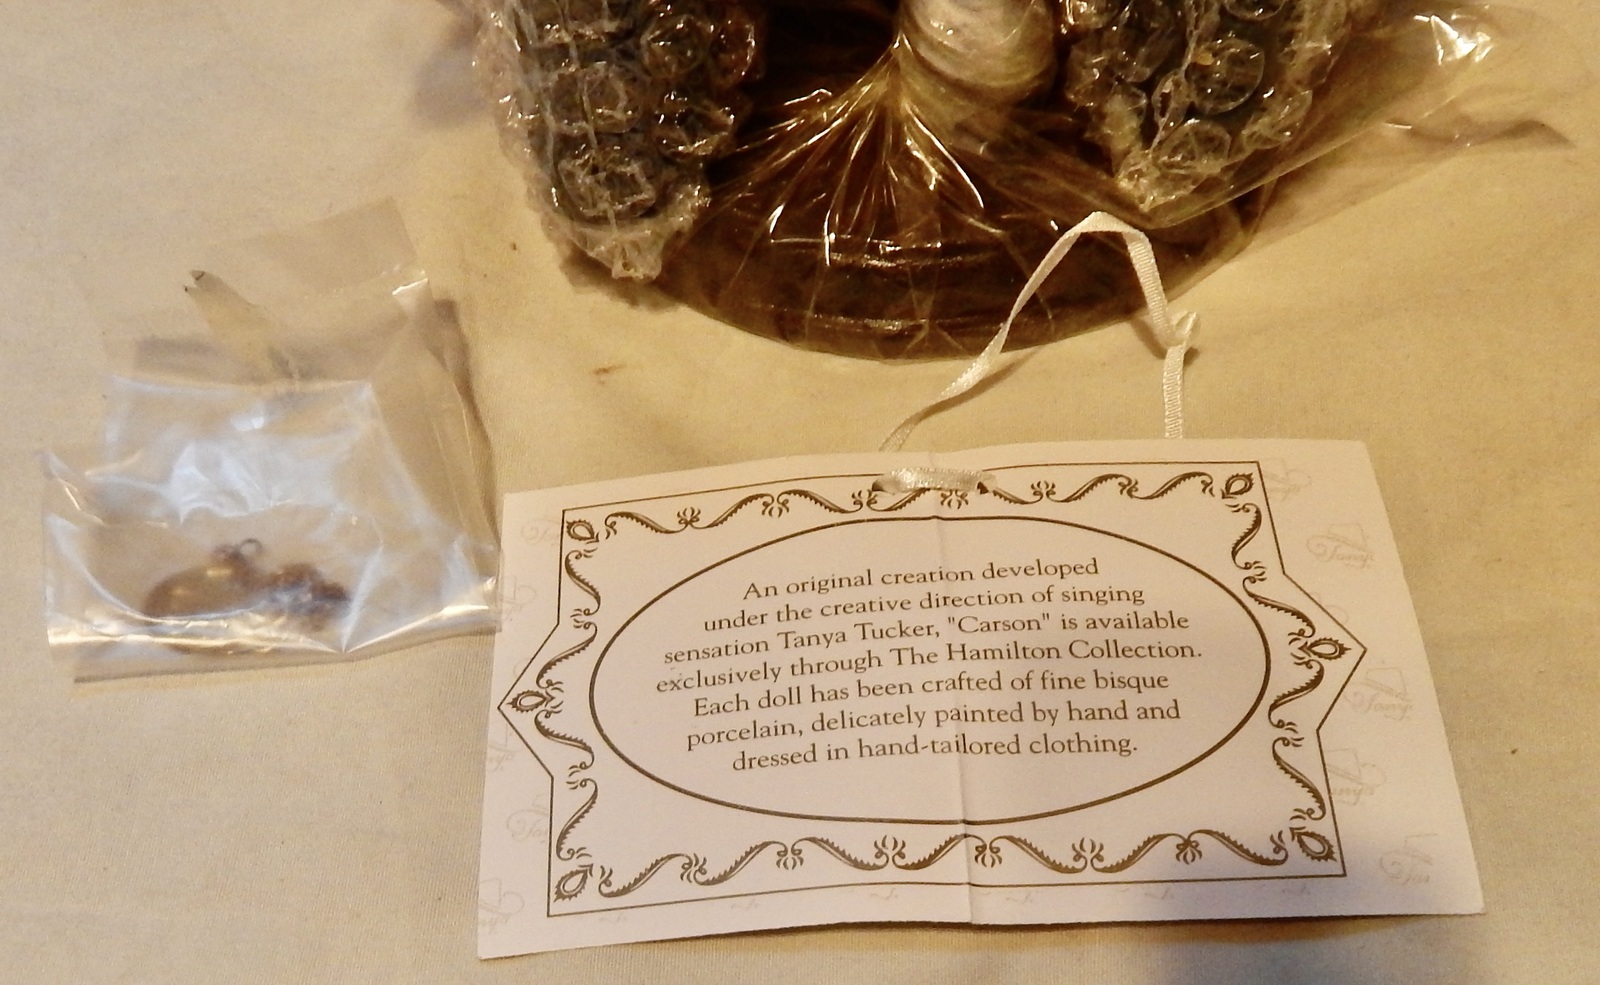 An original creation developed
under the creative direction of singing
sensation Tanya Tucker, "Carson" is available
exclusively through The Hamilton Collection.
Each doll has been crafted of fine bisque
porcelain, delicately painted by hand and
dressed in hand-tailored clothing.